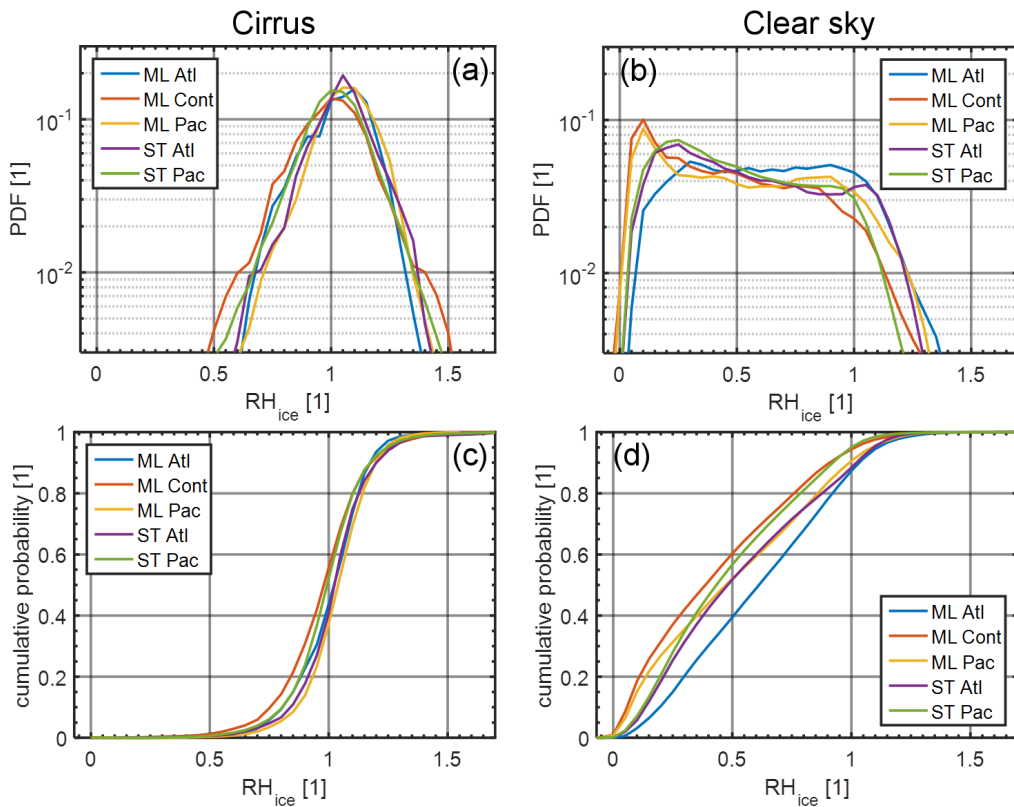 Cirrus
Clear sky
(a)
ML Atl
ML Cont
ML Pac
ST Atl
ST Pac
PDF [1]
10^-1
10^-2
0 0.5 1 1.5
RH_ice [1]
(b)
ML Atl
ML Cont
ML Pac
ST Atl
ST Pac
PDF [1]
10^-1
10^-2
0 0.5 1 1.5
RH_ice [1]
(c)
ML Atl
ML Cont
ML Pac
ST Atl
ST Pac
cumulative probability [1]
1
0.8
0.6
0.4
0.2
0
0 0.5 1 1.5
RH_ice [1]
(d)
ML Atl
ML Cont
ML Pac
ST Atl
ST Pac
cumulative probability [1]
1
0.8
0.6
0.4
0.2
0
0 0.5 1 1.5
RH_ice [1]